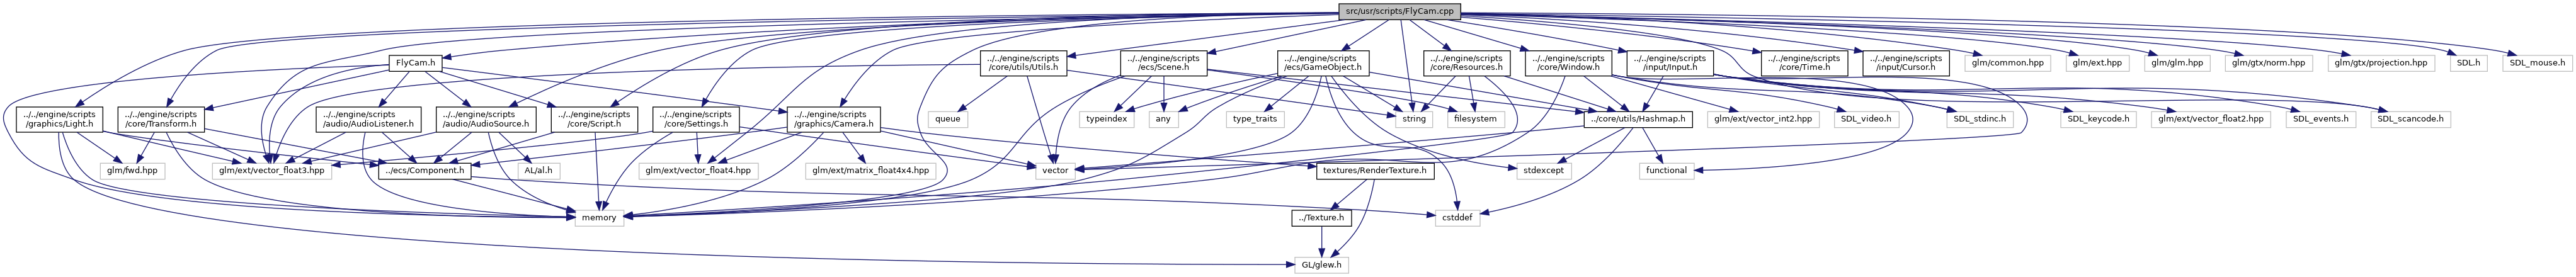 src/usr/scripts/FlyCam.cpp
FlyCam.h
../../engine/scripts
/core/utils/Utils.h
../../engine/scripts
/ecs/Scene.h
../../engine/scripts
/ecs/GameObject.h
../../engine/scripts
/core/Resources.h
../../engine/scripts
/core/Window.h
../../engine/scripts
/input/Input.h
../../engine/scripts
/core/Time.h
../../engine/scripts
/input/Cursor.h
glm/common.hpp
glm/ext.hpp
glm/glm.hpp
glm/gtx/norm.hpp
glm/gtx/projection.hpp
SDL.h
SDL_mouse.h
../../engine/scripts
/graphics/Light.h
../../engine/scripts
/core/Transform.h
../../engine/scripts
/audio/AudioListener.h
../../engine/scripts
/audio/AudioSource.h
../../engine/scripts
/core/Script.h
../../engine/scripts
/core/Settings.h
../../engine/scripts
/graphics/Camera.h
queue
typeindex
any
type_traits
string
filesystem
../core/utils/Hashmap.h
glm/ext/vector_int2.hpp
SDL_video.h
SDL_stdinc.h
SDL_keycode.h
glm/ext/vector_float2.hpp
SDL_events.h
SDL_scancode.h
glm/fwd.hpp
glm/ext/vector_float3.hpp
../ecs/Component.h
AL/al.h
glm/ext/vector_float4.hpp
glm/ext/matrix_float4x4.hpp
vector
textures/RenderTexture.h
stdexcept
functional
memory
../Texture.h
cstddef
GL/glew.h